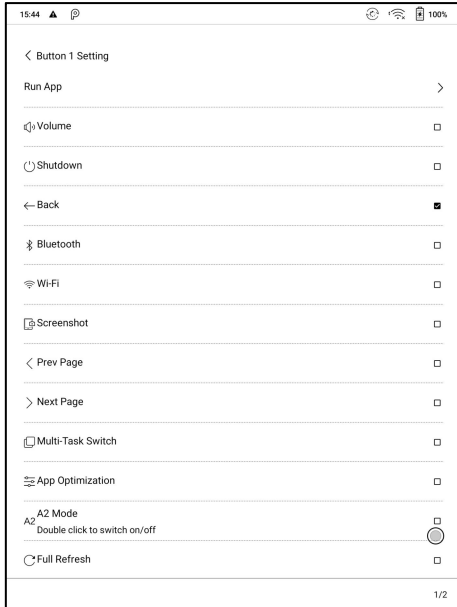 15:44
100%
Button 1 Setting
Run App
Volume
Shutdown
Back
Bluetooth
Wi-Fi
Screenshot
Prev Page
Next Page
Multi-Task Switch
App Optimization
A2 A2 Mode
Double click to switch on/off
Full Refresh
1/2